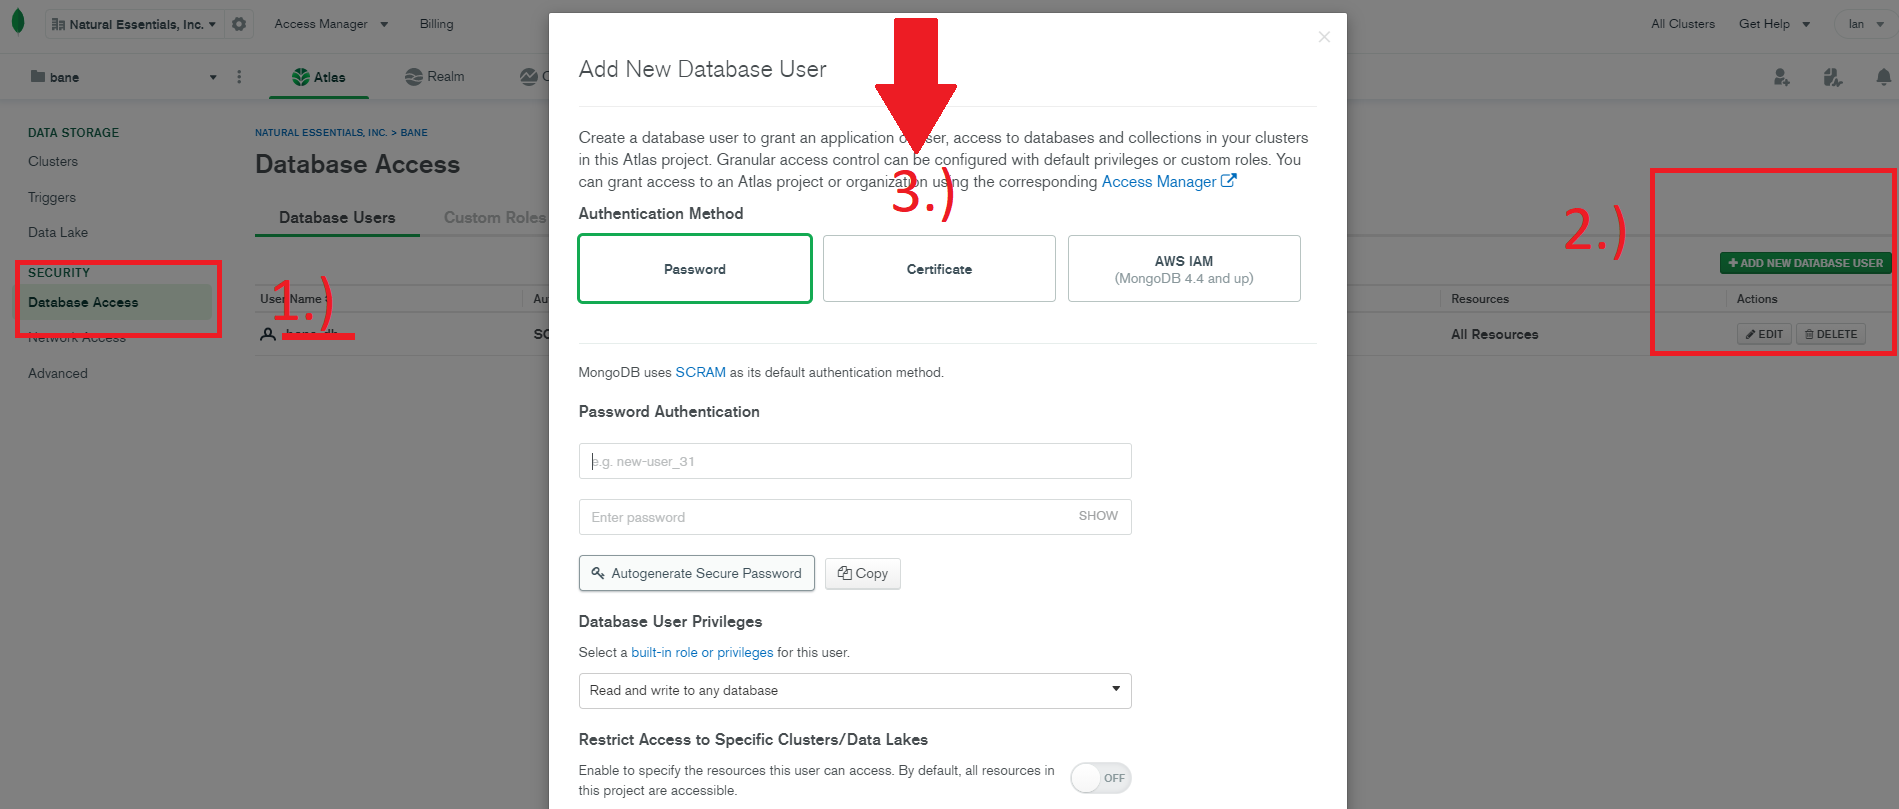 Natural Essentials, Inc.
Access Manager
Billing
All Clusters
Get Help
Ian
bane
Atlas
Realm
DATA STORAGE
Clusters
Triggers
Data Lake
SECURITY
Database Access
Network Access
Advanced
NATURAL ESSENTIALS, INC. > BANE
Database Access
Database Users
Custom Roles
User Name
1.)
2.)
+ ADD NEW DATABASE USER
Resources
Actions
All Resources
EDIT
DELETE
Add New Database User
3.)
Create a database user to grant an application or user, access to databases and collections in your clusters
in this Atlas project. Granular access control can be configured with default privileges or custom roles. You
can grant access to an Atlas project or organization using the corresponding Access Manager
Authentication Method
Password
Certificate
AWS IAM
(MongoDB 4.4 and up)
MongoDB uses SCRAM as its default authentication method.
Password Authentication
e.g. new-user_31
Enter password
SHOW
Autogenerate Secure Password
Copy
Database User Privileges
Select a built-in role or privileges for this user.
Read and write to any database
Restrict Access to Specific Clusters/Data Lakes
Enable to specify the resources this user can access. By default, all resources in
this project are accessible.
OFF